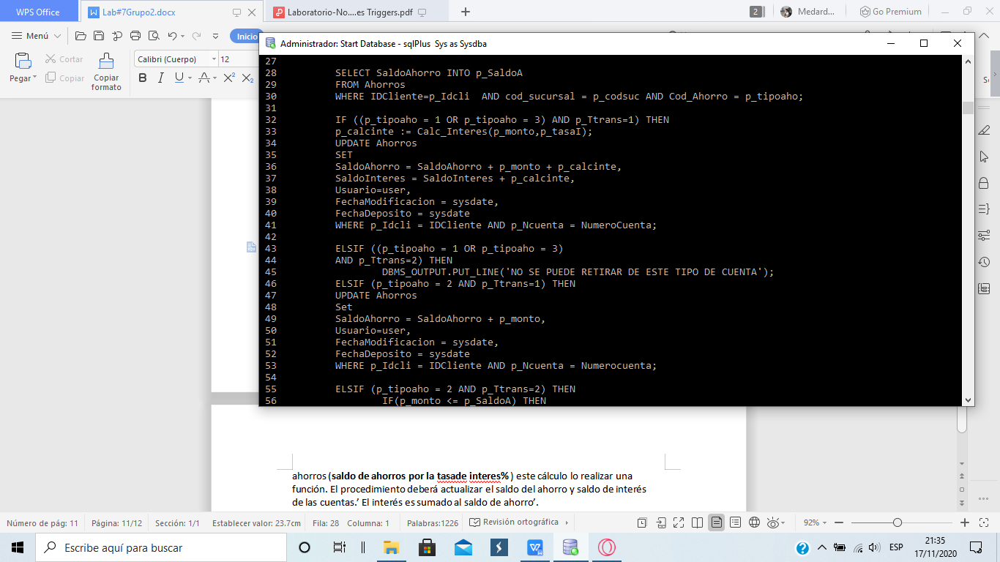 WPS Office
Lab#7Grupo2.docx
Laboratorio-No....es Triggers.pdf
2
Medard...
Go Premium
Menú
Inicio
Pegar
Cortar
Copiar
Copiar formato
Calibri (Cuerpo)
12
B I U A X² X₂
Administrador: Start Database - sqlPlus Sys as Sysdba
27
28 SELECT SaldoAhorro INTO p_SaldoA
29 FROM Ahorros
30 WHERE IDCliente=p_Idcli  AND cod_sucursal = p_codsuc AND Cod_Ahorro = p_tipoaho;
31
32 IF ((p_tipoaho = 1 OR p_tipoaho = 3) AND p_Ttrans=1) THEN
33 p_calcinte := Calc_Interes(p_monto,p_tasaI);
34 UPDATE Ahorros
35 SET
36 SaldoAhorro = SaldoAhorro + p_monto + p_calcinte,
37 SaldoInteres = SaldoInteres + p_calcinte,
38 Usuario=user,
39 FechaModificacion = sysdate,
40 FechaDeposito = sysdate
41 WHERE p_Idcli = IDCliente AND p_Ncuenta = NumeroCuenta;
42
43 ELSIF ((p_tipoaho = 1 OR p_tipoaho = 3)
44 AND p_Ttrans=2) THEN
45 DBMS_OUTPUT.PUT_LINE('NO SE PUEDE RETIRAR DE ESTE TIPO DE CUENTA');
46 ELSIF (p_tipoaho = 2 AND p_Ttrans=1) THEN
47 UPDATE Ahorros
48 Set
49 SaldoAhorro = SaldoAhorro + p_monto,
50 Usuario=user,
51 FechaModificacion = sysdate,
52 FechaDeposito = sysdate
53 WHERE p_Idcli = IDCliente AND p_Ncuenta = Numerocuenta;
54
55 ELSIF (p_tipoaho = 2 AND p_Ttrans=2) THEN
56 IF(p_monto <= p_SaldoA) THEN
ahorros (saldo de ahorros por la tasade interes%) este cálculo lo realizar una
función. El procedimiento deberá actualizar el saldo del ahorro y saldo de interés
de las cuentas.’ El interés es sumado al saldo de ahorro’.
Número de pág: 11
Página: 11/12
Sección: 1/1
Establecer valor: 23.7cm
Fila: 28
Columna: 1
Palabras:1226
Revisión ortográfica
92%
Escribe aquí para buscar
ESP
21:35
17/11/2020